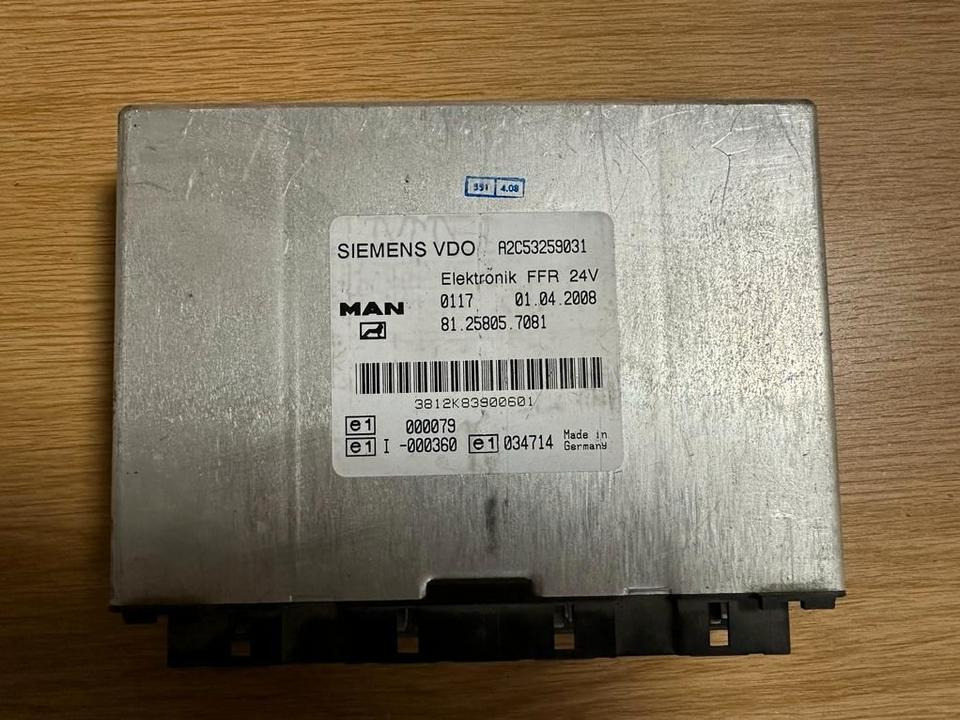 551 4.08
SIEMENS VDO A2C53259031
Elektronik FFR 24V
MAN 0117 01.04.2008
81.25805.7081
3812K83900601
e1 000079
e1 I -000360 e1 034714 Made in
Germany